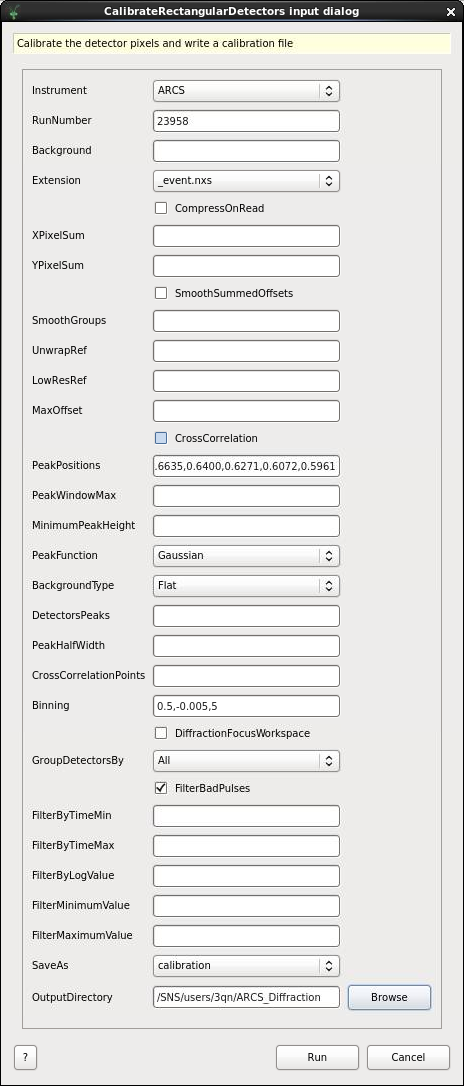 CalibrateRectangularDetectors input dialog
Calibrate the detector pixels and write a calibration file
Instrument ARCS
RunNumber 23958
Background
Extension _event.nxs
CompressOnRead
XPixelSum
YPixelSum
SmoothSummedOffsets
SmoothGroups
UnwrapRef
LowResRef
MaxOffset
CrossCorrelation
PeakPositions .6635,0.6400,0.6271,0.6072,0.5961
PeakWindowMax
MinimumPeakHeight
PeakFunction Gaussian
BackgroundType Flat
DetectorsPeaks
PeakHalfWidth
CrossCorrelationPoints
Binning 0.5,-0.005,5
DiffractionFocusWorkspace
GroupDetectorsBy All
FilterBadPulses
FilterByTimeMin
FilterByTimeMax
FilterByLogValue
FilterMinimumValue
FilterMaximumValue
SaveAs calibration
OutputDirectory /SNS/users/3qn/ARCS_Diffraction Browse
? Run Cancel